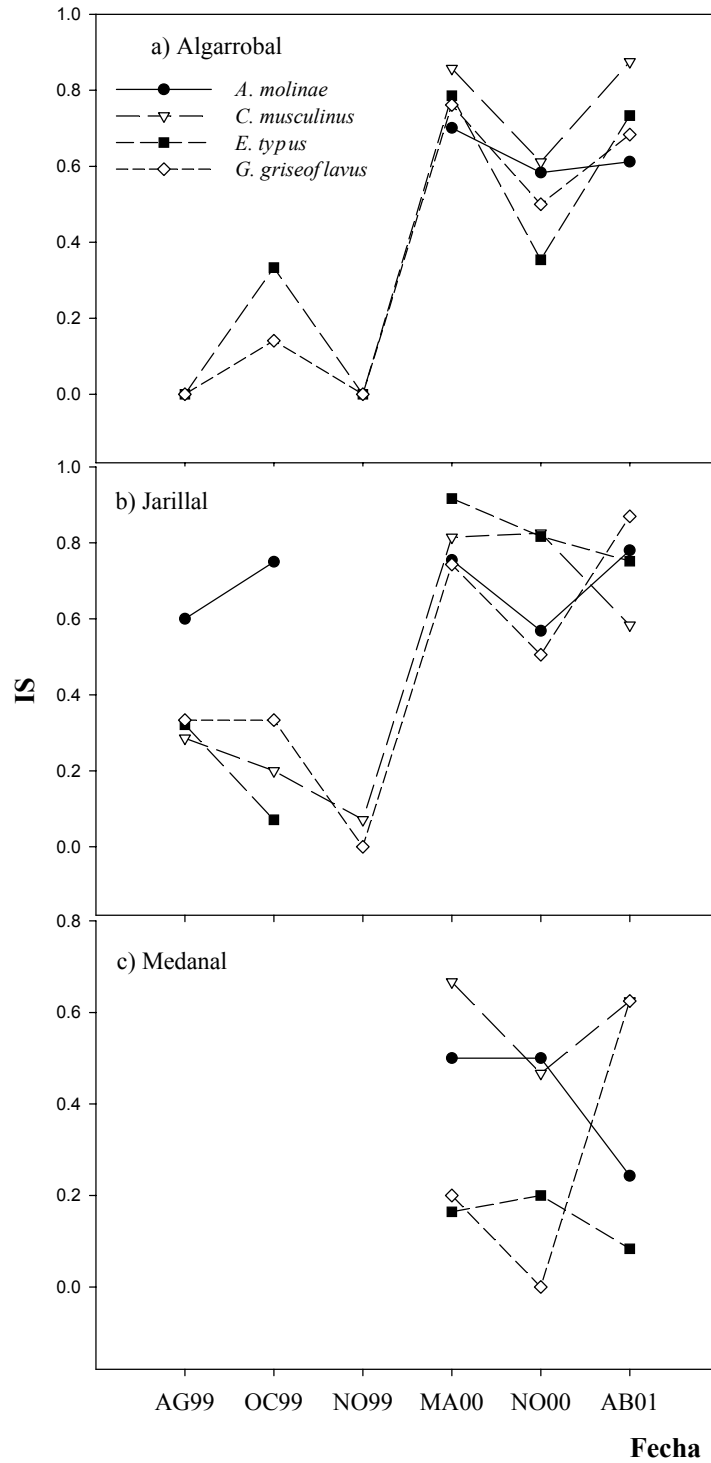 1.0
a) Algarrobal
A. molinae
0.8
C. musculinus
E. typus
G. griseoflavus
0.6
0.4
0.2
0.0
1.0
b) Jarillal
0.8
0.6
IS
0.4
0.2
0.0
0.8
c) Medanal
0.6
0.4
0.2
0.0
AG99 OC99 NO99 MA00 NO00 AB01
Fecha